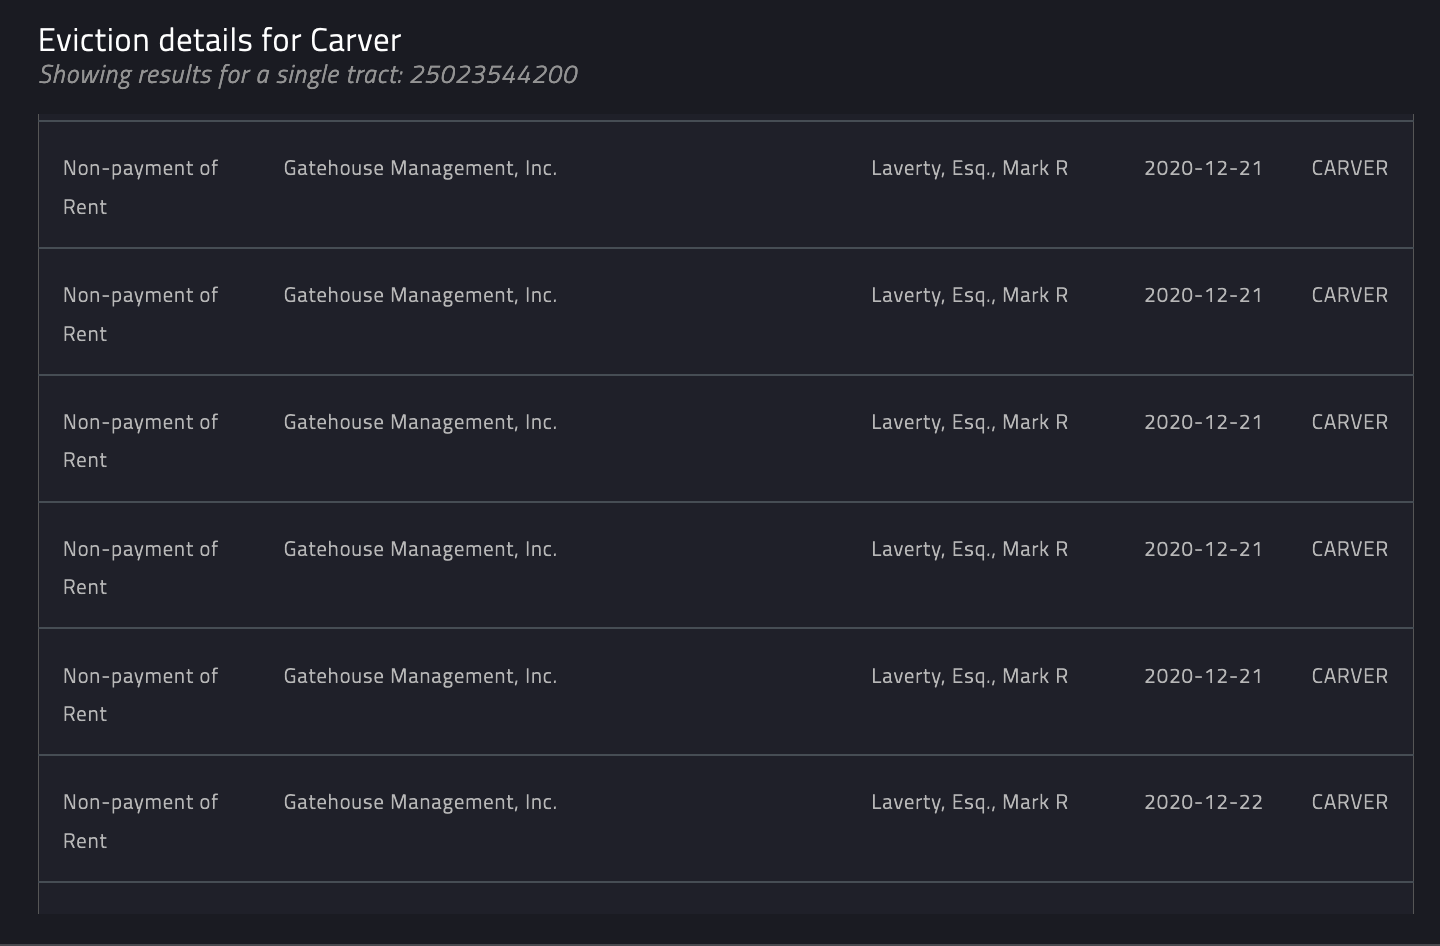 Eviction details for Carver
Showing results for a single tract: 25023544200
Non-payment of Gatehouse Management, Inc. Laverty, Esq., Mark R 2020-12-21 CARVER
Rent
Non-payment of Gatehouse Management, Inc. Laverty, Esq., Mark R 2020-12-21 CARVER
Rent
Non-payment of Gatehouse Management, Inc. Laverty, Esq., Mark R 2020-12-21 CARVER
Rent
Non-payment of Gatehouse Management, Inc. Laverty, Esq., Mark R 2020-12-21 CARVER
Rent
Non-payment of Gatehouse Management, Inc. Laverty, Esq., Mark R 2020-12-21 CARVER
Rent
Non-payment of Gatehouse Management, Inc. Laverty, Esq., Mark R 2020-12-22 CARVER
Rent